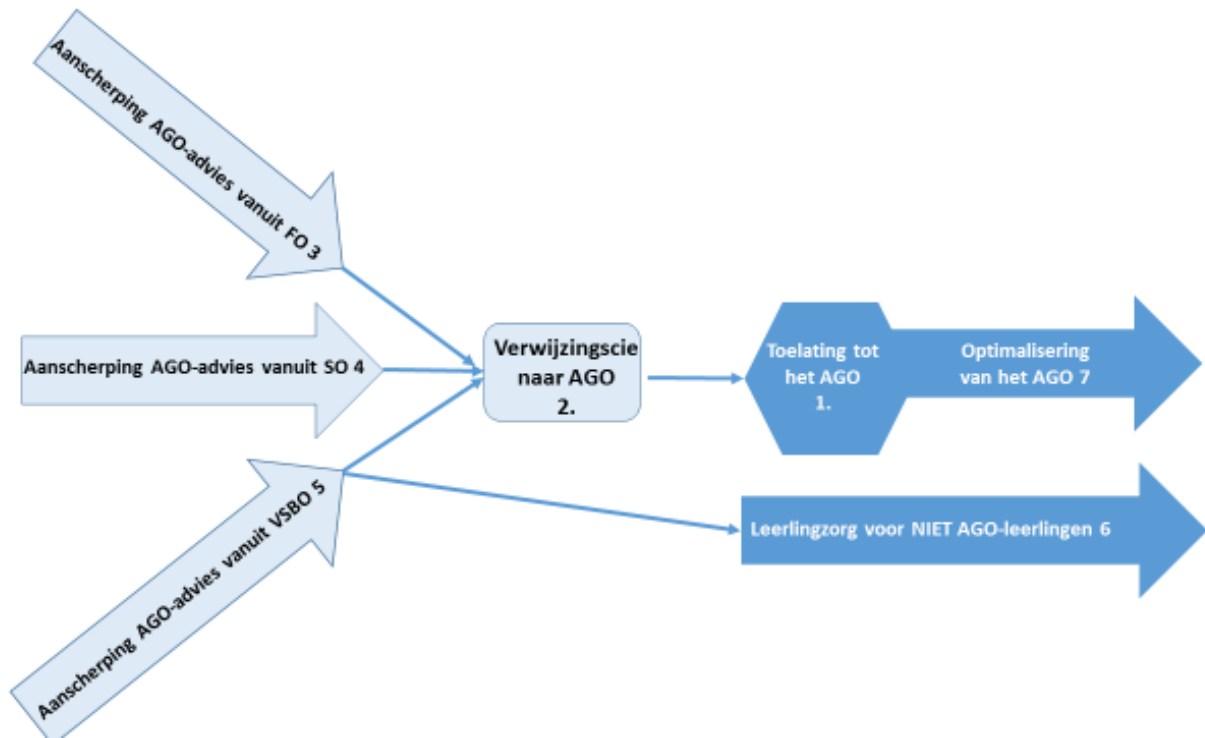 Aanscherping AGO-advies vanuit FO 3
Aanscherping AGO-advies vanuit SO 4
Aanscherping AGO-advies vanuit VSBO 5
Verwijzingscie
naar AGO
2.
Toelating tot
het AGO
1.
Optimalisering
van het AGO 7
Leerlingzorg voor NIET AGO-leerlingen 6